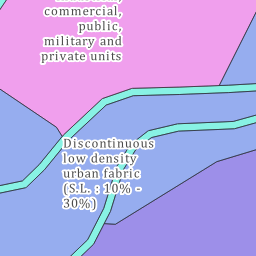 commercial,
public,
military and
private units
Discontinuous
low density
urban fabric
(S.L. : 10% -
30%)